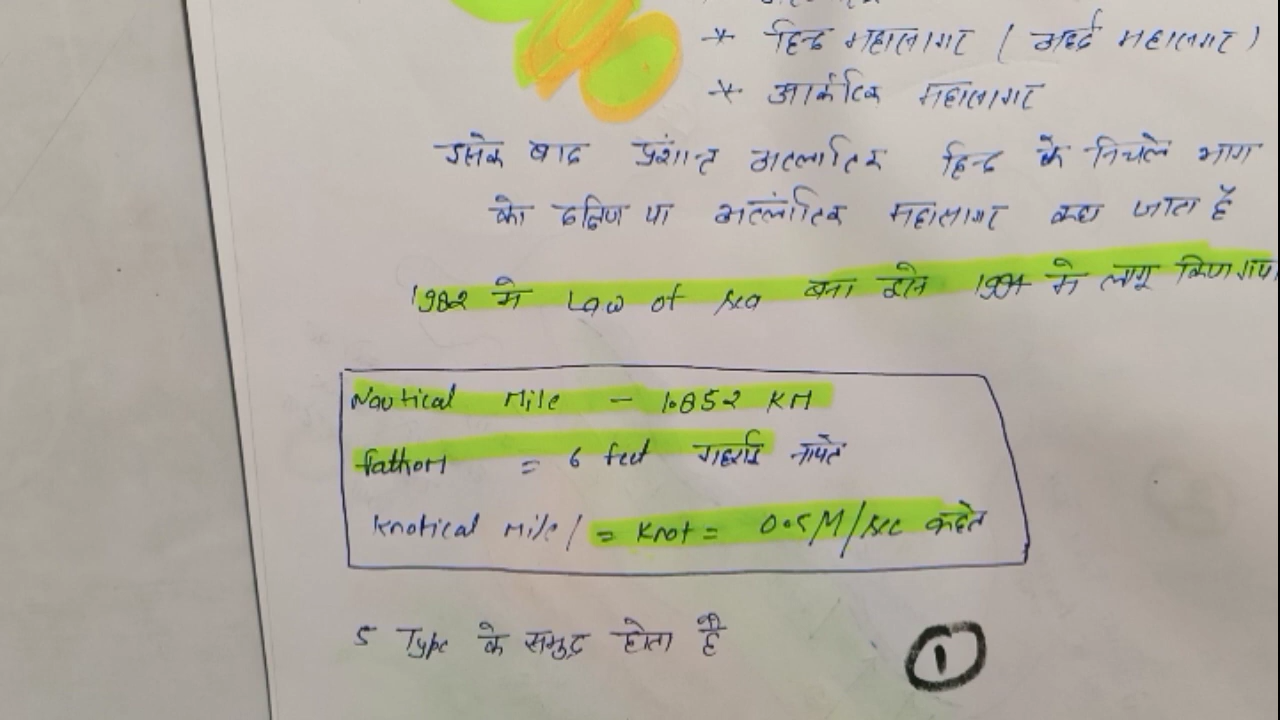 * हिन्द महासागर ( अर्द्ध महासागर )
* आर्कटिक महासागर
इसके बाद प्रशान्त अटलांटिक हिन्द के निचले भाग
को दक्षिण या अटलांटिक महासागर कहा जाता है
1982 मे Law of sea बना होने 1994 मे लागू किया गया
Nautical Mile - 1.852 KM
fathom = 6 feet गहराई नापते
Knotical mile / = Knot = 0.5 M/sec कहते
5 Type के समुद्र होता है
1